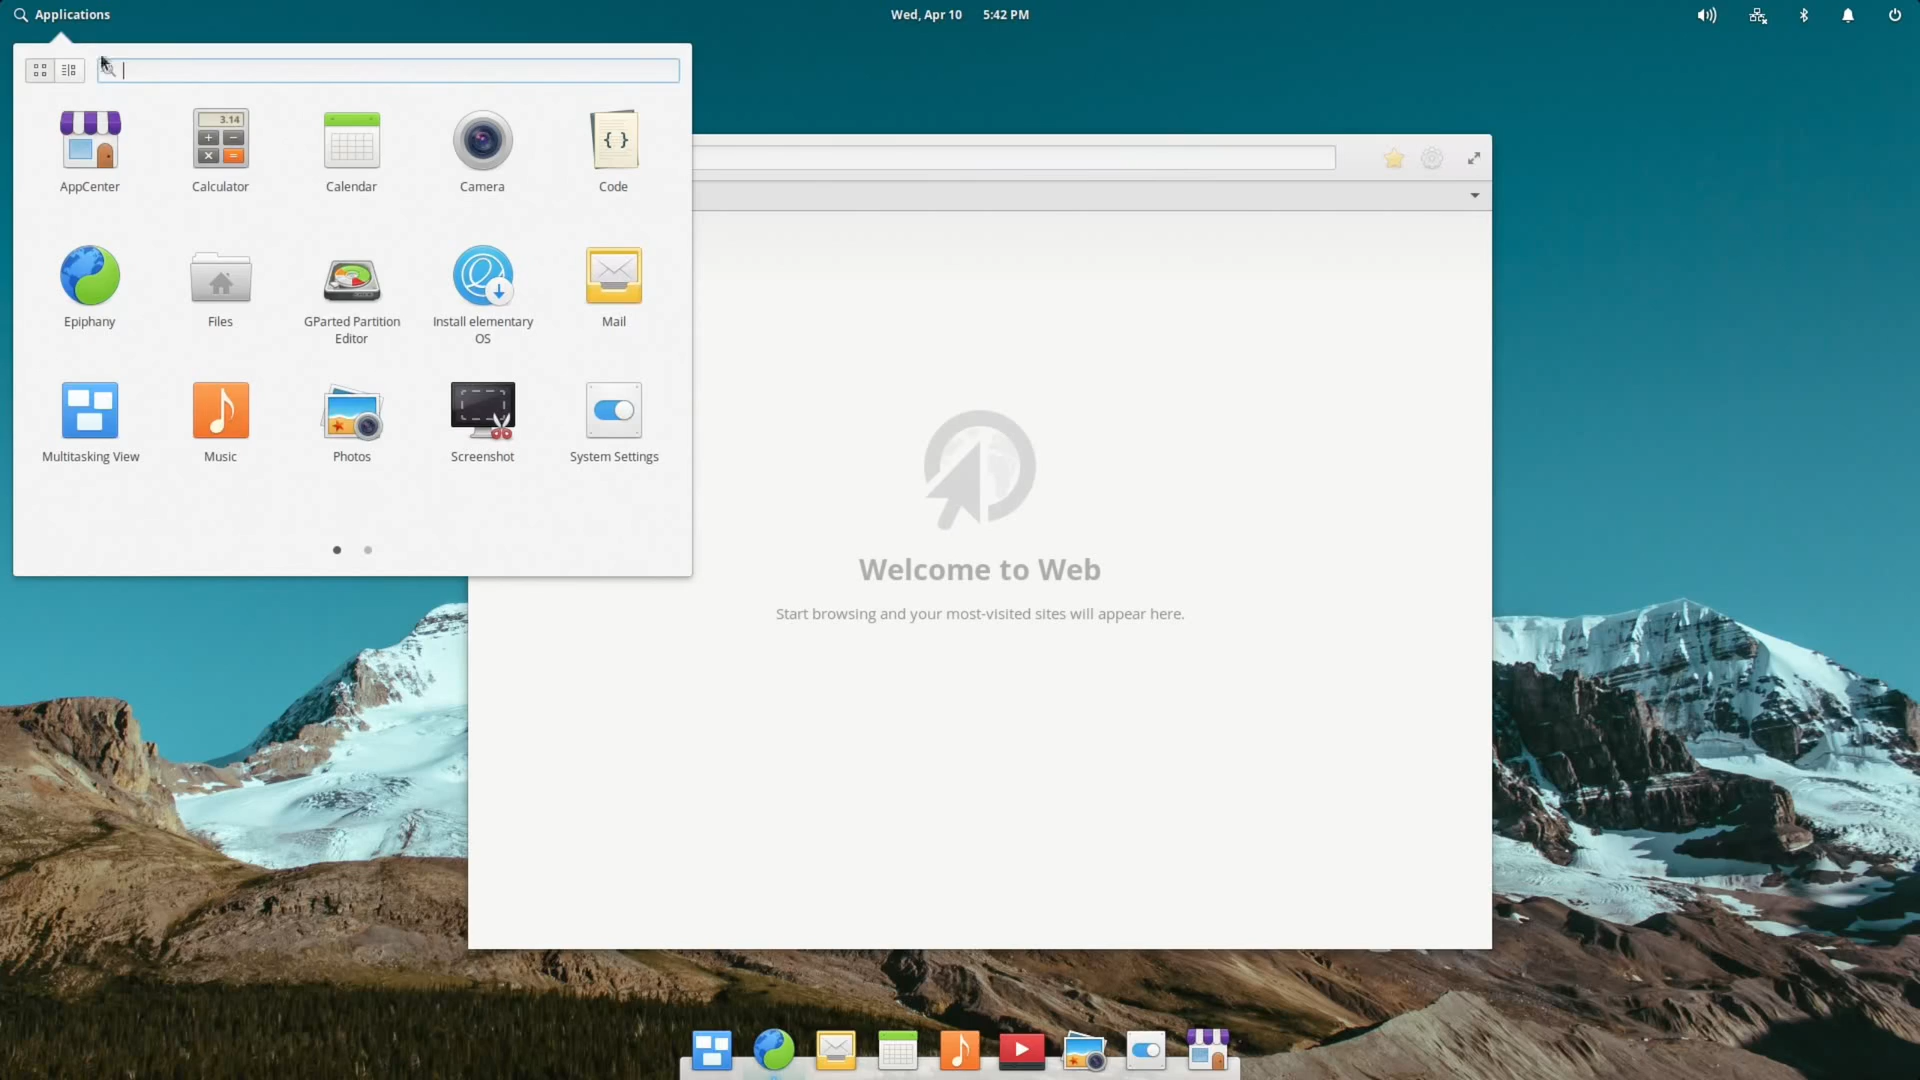 Applications
Wed, Apr 10 5:42 PM
3.14
AppCenter
Calculator
Calendar
Camera
{ }
Code
Epiphany
Files
GParted Partition
Editor
Install elementary
OS
Mail
Multitasking View
Music
Photos
Screenshot
System Settings
Welcome to Web
Start browsing and your most-visited sites will appear here.